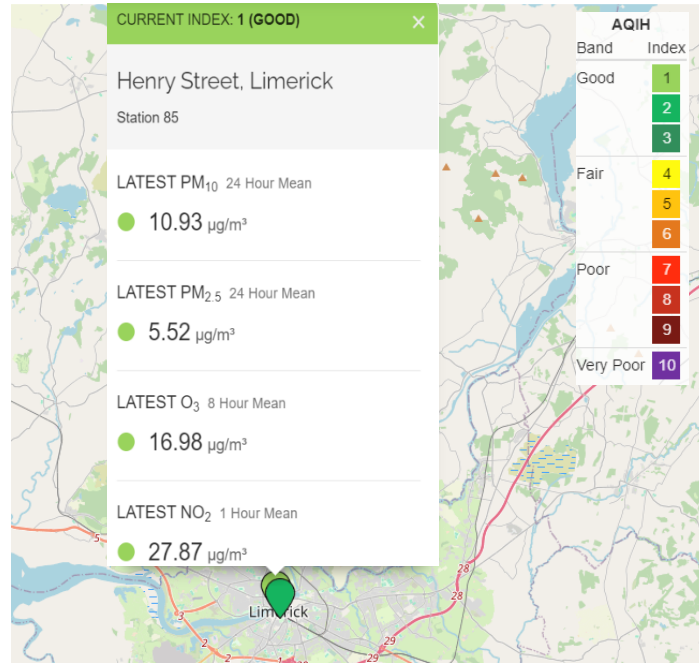 CURRENT INDEX: 1 (GOOD) ×
Henry Street, Limerick
Station 85
LATEST PM10 24 Hour Mean
10.93 µg/m³
LATEST PM2.5 24 Hour Mean
5.52 µg/m³
LATEST O3 8 Hour Mean
16.98 µg/m³
LATEST NO2 1 Hour Mean
27.87 µg/m³
AQIH
Band Index
Good 1
2
3
Fair 4
5
6
Poor 7
8
9
Very Poor 10
5
28
28
3
Limerick
2
2
1
29
29